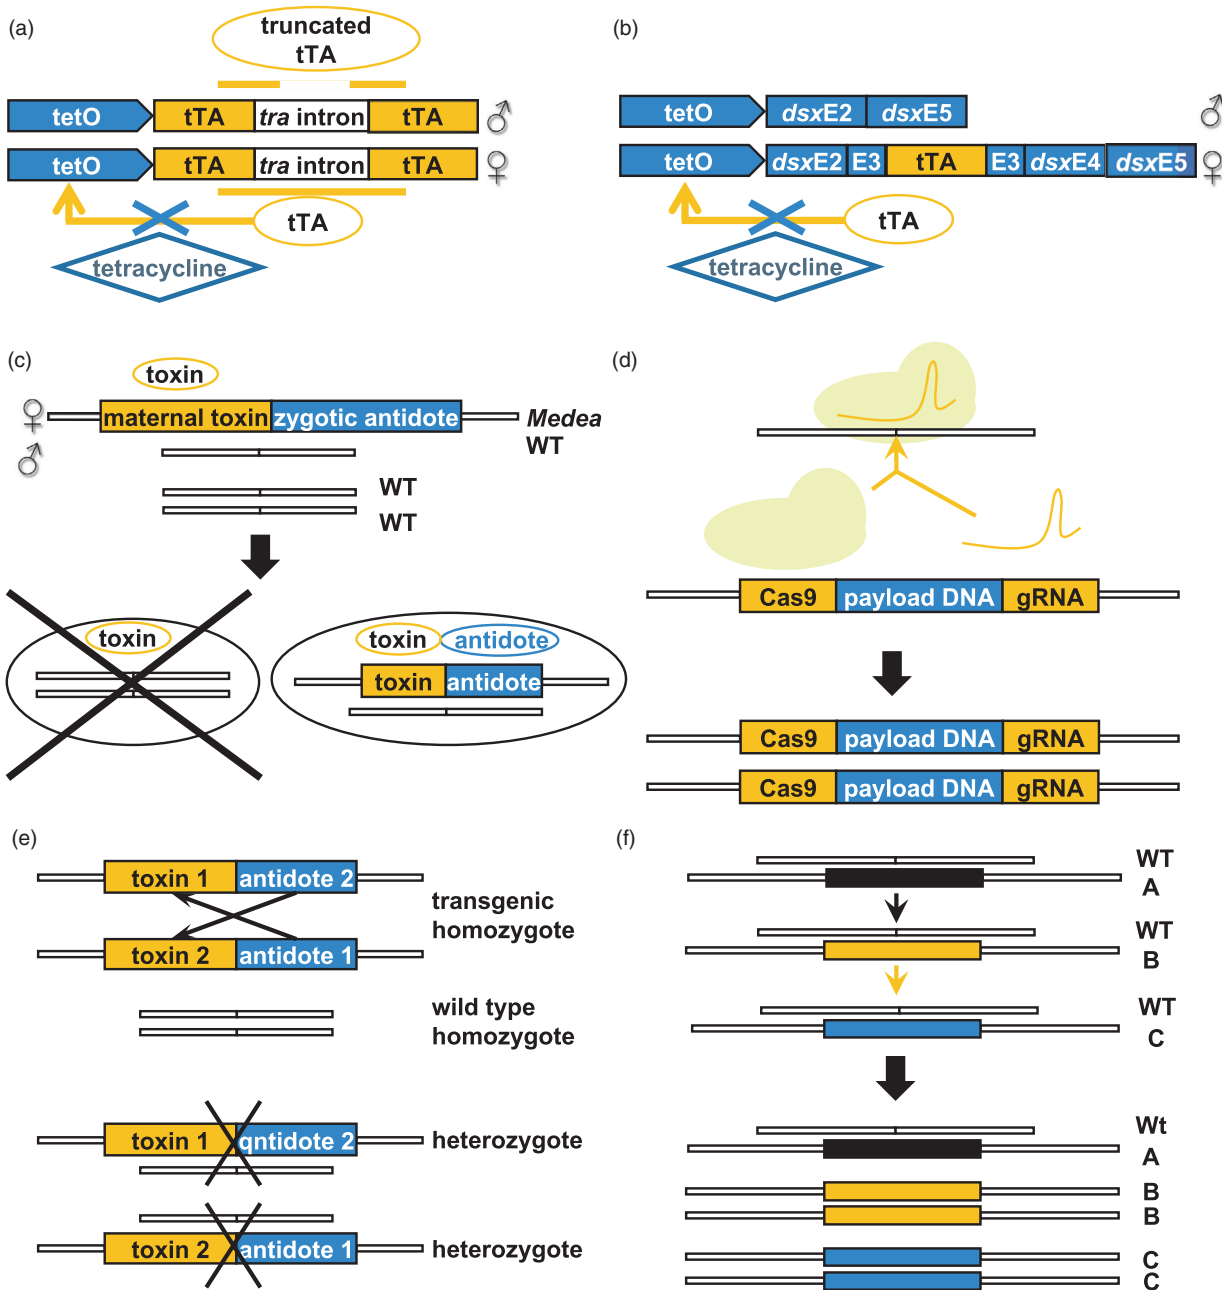 (a)
truncated
tTA
tetO tTA tra intron tTA ♂
tetO tTA tra intron tTA ♀
tTA
tetracycline
(b)
tetO dsxE2 dsxE5 ♂
tetO dsxE2 E3 tTA E3 dsxE4 dsxE5 ♀
tTA
tetracycline
(c)
toxin
♀ maternal toxin zygotic antidote Medea
♂ WT
WT
WT
toxin
toxin antidote
toxin antidote
(d)
Cas9 payload DNA gRNA
Cas9 payload DNA gRNA
Cas9 payload DNA gRNA
(e)
toxin 1 antidote 2
transgenic
homozygote
toxin 2 antidote 1
wild type
homozygote
toxin 1 qntidote 2 heterozygote
toxin 2 antidote 1 heterozygote
(f)
WT
A
WT
B
WT
C
Wt
A
B
B
C
C